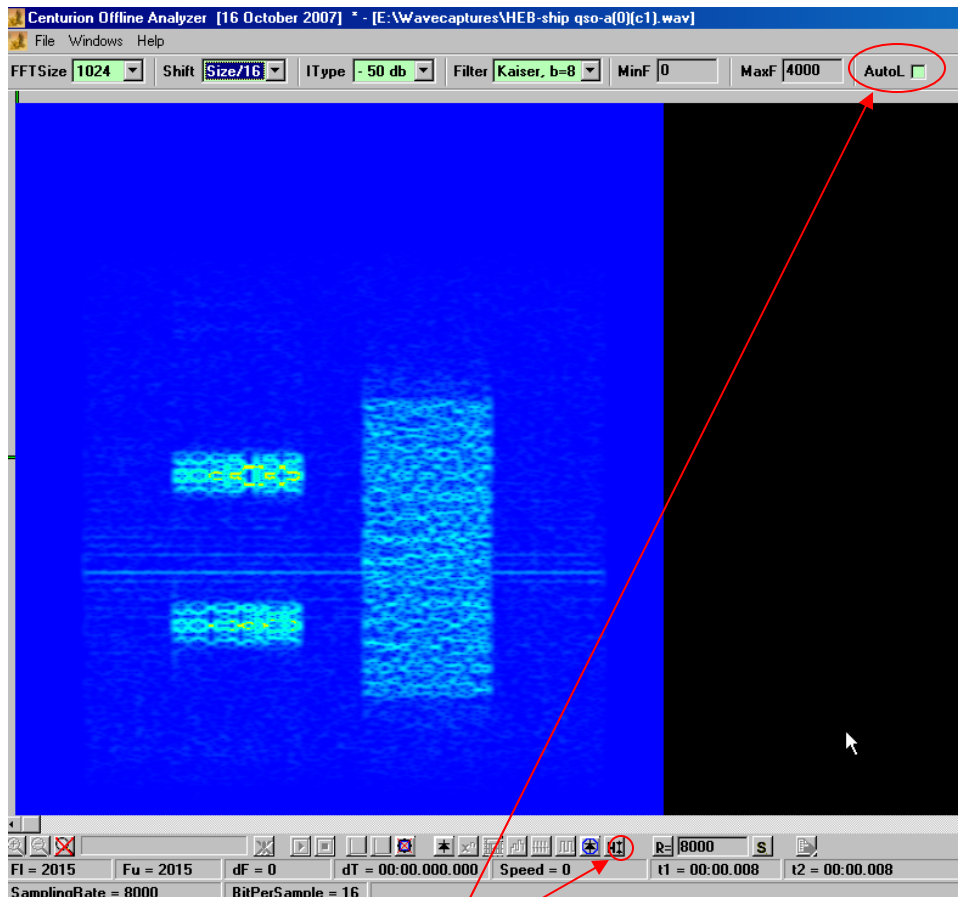 Centurion Offline Analyzer [16 October 2007] * - [E:\Wavecaptures\HEB-ship qso-a(0)(c1).wav]
File Windows Help
FFTSize 1024 Shift Size/16 IType - 50 db Filter Kaiser, b=8 MinF 0 MaxF 4000 AutoL
R= 8000 S
Fl = 2015 Fu = 2015 dF = 0 dT = 00:00.000.000 Speed = 0 t1 = 00:00.008 t2 = 00:00.008
SamplingRate = 8000 BitPerSample = 16